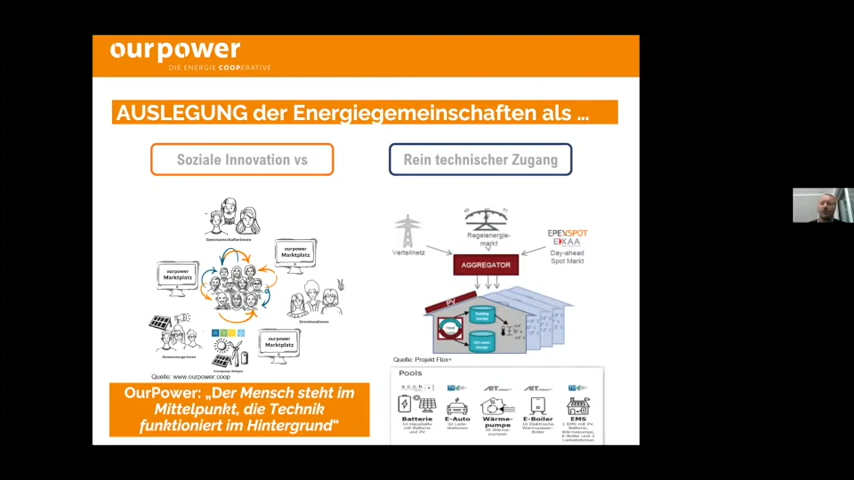 ourpower
DIE ENERGIE COOPERATIVE
AUSLEGUNG der Energiegemeinschaften als ...
Soziale Innovation vs
Rein technischer Zugang
GenossenschafterInnen
ourpower
Marktplatz
ourpower
Marktplatz
ourpower
Marktplatz
Quelle: www.ourpower.coop
OurPower: „Der Mensch steht im
Mittelpunkt, die Technik
funktioniert im Hintergrund“
Verteilnetz
Regelenergie-
markt
EPEXSPOT
EXAA
Day-ahead
Spot Markt
AGGREGATOR
PV
Quelle: Projekt Flex+
Pools
Batterie
E-Auto
Wärme-
pumpe
E-Boiler
EMS